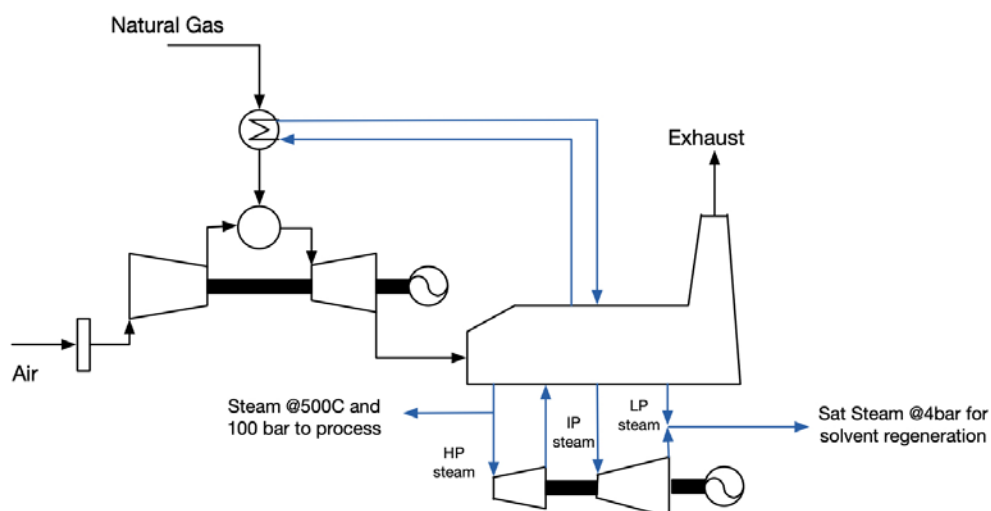 Natural Gas
Exhaust
Air
Steam @500C and
100 bar to process
HP
steam
IP
steam
LP
steam
Sat Steam @4bar for
solvent regeneration